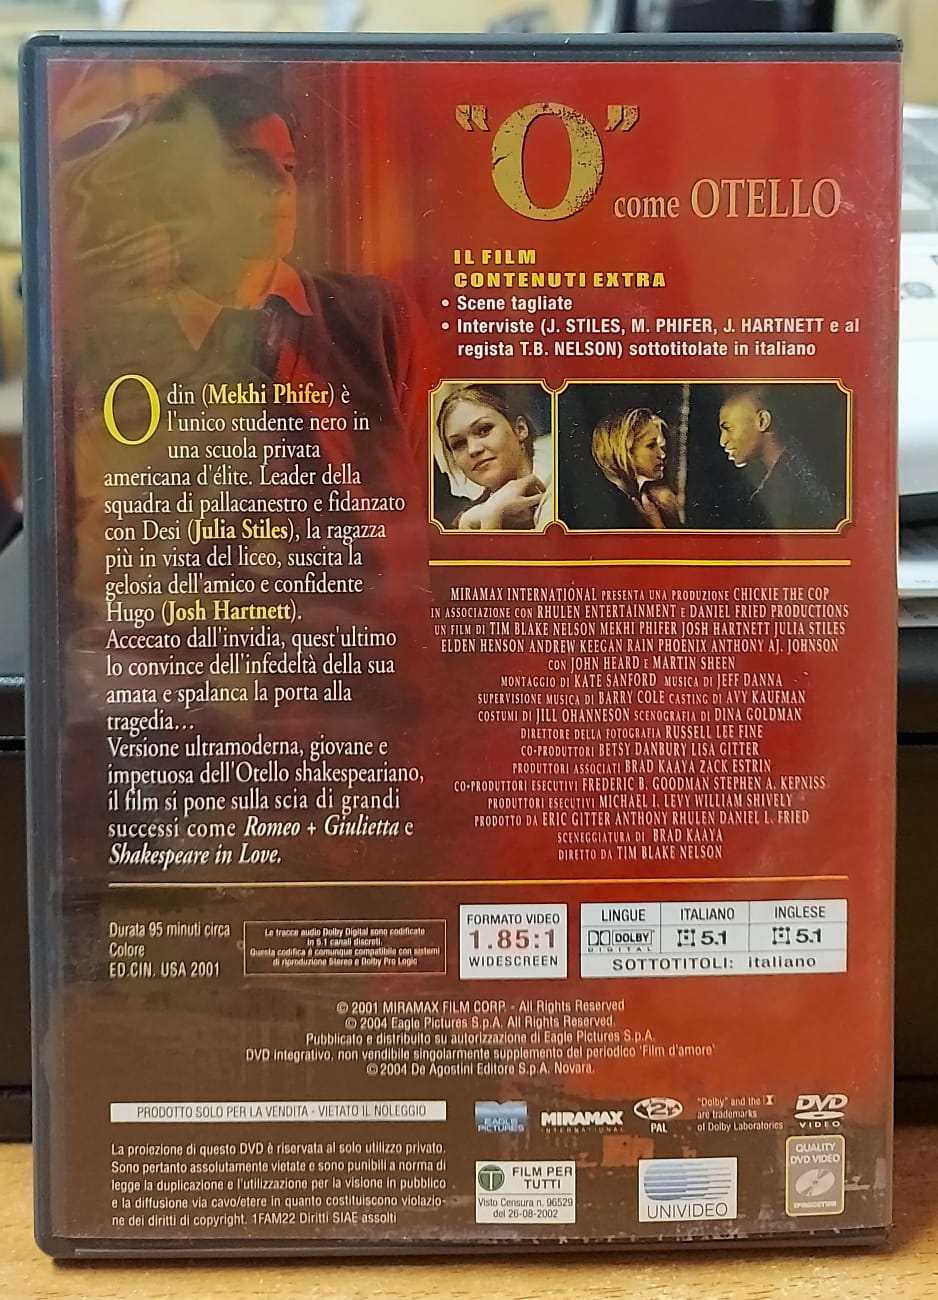 "O"
come OTELLO
IL FILM
CONTENUTI EXTRA
• Scene tagliate
• Interviste (J. STILES, M. PHIFER, J. HARTNETT e al
regista T.B. NELSON) sottotitolate in italiano
Odin (Mekhi Phifer) è
l'unico studente nero in
una scuola privata
americana d'élite. Leader della
squadra di pallacanestro e fidanzato
con Desi (Julia Stiles), la ragazza
più in vista del liceo, suscita la
gelosia dell'amico e confidente
Hugo (Josh Hartnett).
Accecato dall'invidia, quest'ultimo
lo convince dell'infedeltà della sua
amata e spalanca la porta alla
tragedia...
Versione ultramoderna, giovane e
impetuosa dell'Otello shakespeariano,
il film si pone sulla scia di grandi
successi come Romeo + Giulietta e
Shakespeare in Love.
MIRAMAX INTERNATIONAL PRESENTA UNA PRODUZIONE CHICKIE THE COP
IN ASSOCIAZIONE CON RHULEN ENTERTAINMENT E DANIEL FRIED PRODUCTIONS
UN FILM DI TIM BLAKE NELSON MEKHI PHIFER JOSH HARTNETT JULIA STILES
ELDEN HENSON ANDREW KEEGAN RAIN PHOENIX ANTHONY A.J. JOHNSON
CON JOHN HEARD E MARTIN SHEEN
MONTAGGIO DI KATE SANFORD MUSICA DI JEFF DANNA
SUPERVISIONE MUSICA DI BARRY COLE CASTING DI AVY KAUFMAN
COSTUMI DI JILL OHANNESON SCENOGRAFIA DI DINA GOLDMAN
DIRETTORE DELLA FOTOGRAFIA RUSSELL LEE FINE
CO-PRODUTTORI BETSY DANBURY LISA GITTER
PRODUTTORI ASSOCIATI BRAD KAAYA ZACK ESTRIN
CO-PRODUTTORI ESECUTIVI FREDERIC B. GOODMAN STEPHEN A. KEPNISS
PRODUTTORI ESECUTIVI MICHAEL I. LEVY WILLIAM SHIVELY
PRODOTTO DA ERIC GITTER ANTHONY RHULEN DANIEL L. FRIED
SCENEGGIATURA DI BRAD KAAYA
DIRETTO DA TIM BLAKE NELSON
Durata 95 minuti circa
Colore
ED.CIN. USA 2001
Le tracce audio Dolby Digital sono codificate
in 5.1 canali discreti.
Questa codifica è comunque compatibile con sistemi
di riproduzione Stereo e Dolby Pro Logic
FORMATO VIDEO
1.85:1
WIDESCREEN
LINGUE ITALIANO INGLESE
DOLBY DIGITAL 5.1 5.1
SOTTOTITOLI: italiano
© 2001 MIRAMAX FILM CORP. - All Rights Reserved
© 2004 Eagle Pictures S.p.A. All Rights Reserved.
Pubblicato e distribuito su autorizzazione di Eagle Pictures S.p.A.
DVD integrativo, non vendibile singolarmente supplemento del periodico 'Film d'amore'
© 2004 De Agostini Editore S.p.A. Novara.
PRODOTTO SOLO PER LA VENDITA - VIETATO IL NOLEGGIO
EAGLE PICTURES
MIRAMAX INTERNATIONAL
2
PAL
"Dolby" and the
are trademarks
of Dolby Laboratories
DVD
VIDEO
La proiezione di questo DVD è riservata al solo utilizzo privato.
Sono pertanto assolutamente vietate e sono punibili a norma di
legge la duplicazione e l'utilizzazione per la visione in pubblico
e la diffusione via cavo/etere in quanto costituiscono violazio-
ne dei diritti di copyright. 1FAM22 Diritti SIAE assolti
T FILM PER
TUTTI
Visto Censura n. 96529
del 26-08-2002
UNIVIDEO
QUALITY
DVD VIDEO
DEAGOSTINI